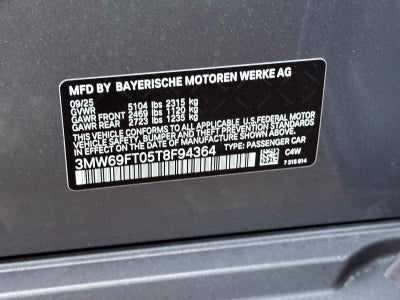 MFD BY BAYERISCHE MOTOREN WERKE AG
09/25
GVWR 5104 lbs 2315 kg
GAWR FRONT 2469 lbs 1120 kg
GAWR REAR 2723 lbs 1235 kg
THIS VEHICLE CONFORMS TO ALL APPLICABLE U.S. FEDERAL MOTOR
VEHICLE SAFETY, BUMPER, AND THEFT PREVENTION STANDARDS IN
EFFECT ON THE DATE OF MANUFACTURE SHOWN ABOVE.
3MW69FT05T8F94364 TYPE: PASSENGER CAR
C4W
7 315 814